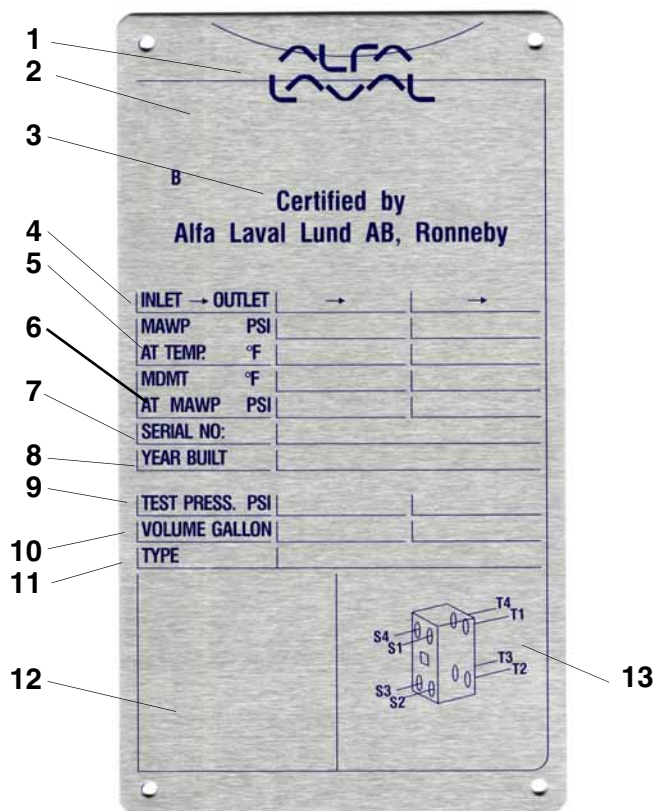 1
ALFA
2
LAVAL
3
B
Certified by
Alfa Laval Lund AB, Ronneby
4
INLET → OUTLET → →
5
MAWP PSI
AT TEMP. °F
6
MDMT °F
AT MAWP PSI
7
SERIAL NO:
8
YEAR BUILT
9
TEST PRESS. PSI
10
VOLUME GALLON
11
TYPE
T4
S4 T1
S1
T3
12
S3 T2
S2
13